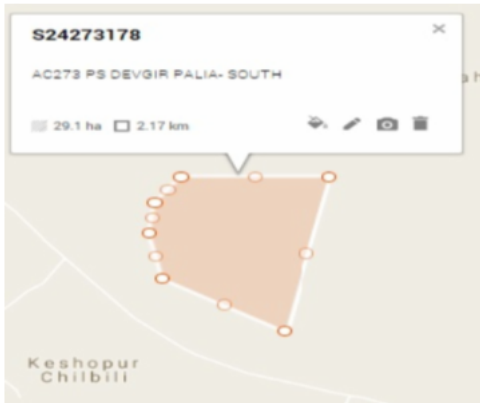 S24273178
AC273 PS DEVGIR PALIA- SOUTH
29.1 ha 2.17 km
Keshopur
Chilbili